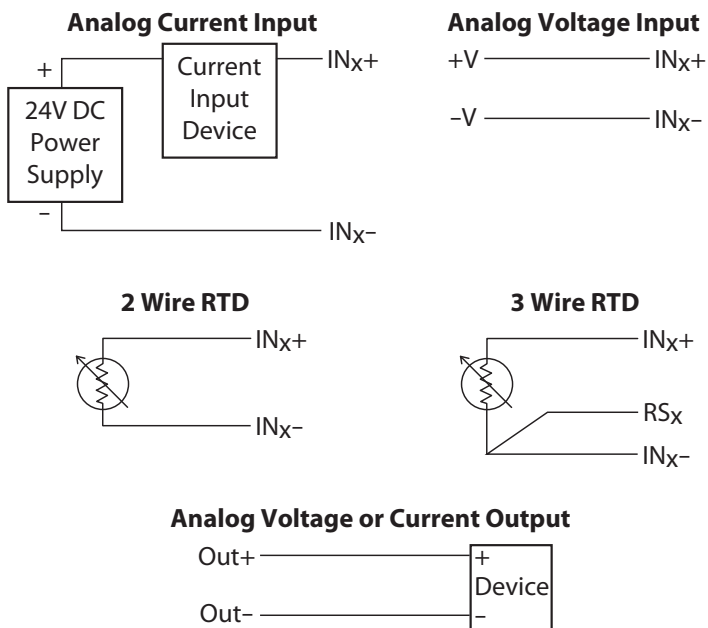 Analog Current Input
+
24V DC
Power
Supply
–
Current
Input
Device
INx+
INx–
Analog Voltage Input
+V
INx+
–V
INx–
2 Wire RTD
INx+
INx–
3 Wire RTD
INx+
RSx
INx–
Analog Voltage or Current Output
Out+
+
Device
Out–
–